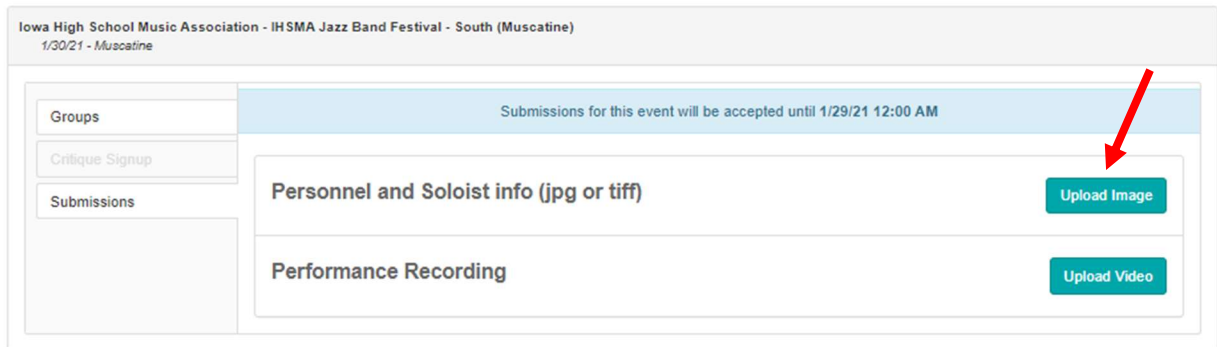 Iowa High School Music Association - IHSMA Jazz Band Festival - South (Muscatine)
1/30/21 - Muscatine
Groups
Critique Signup
Submissions
Submissions for this event will be accepted until 1/29/21 12:00 AM
Personnel and Soloist info (jpg or tiff)
Upload Image
Performance Recording
Upload Video